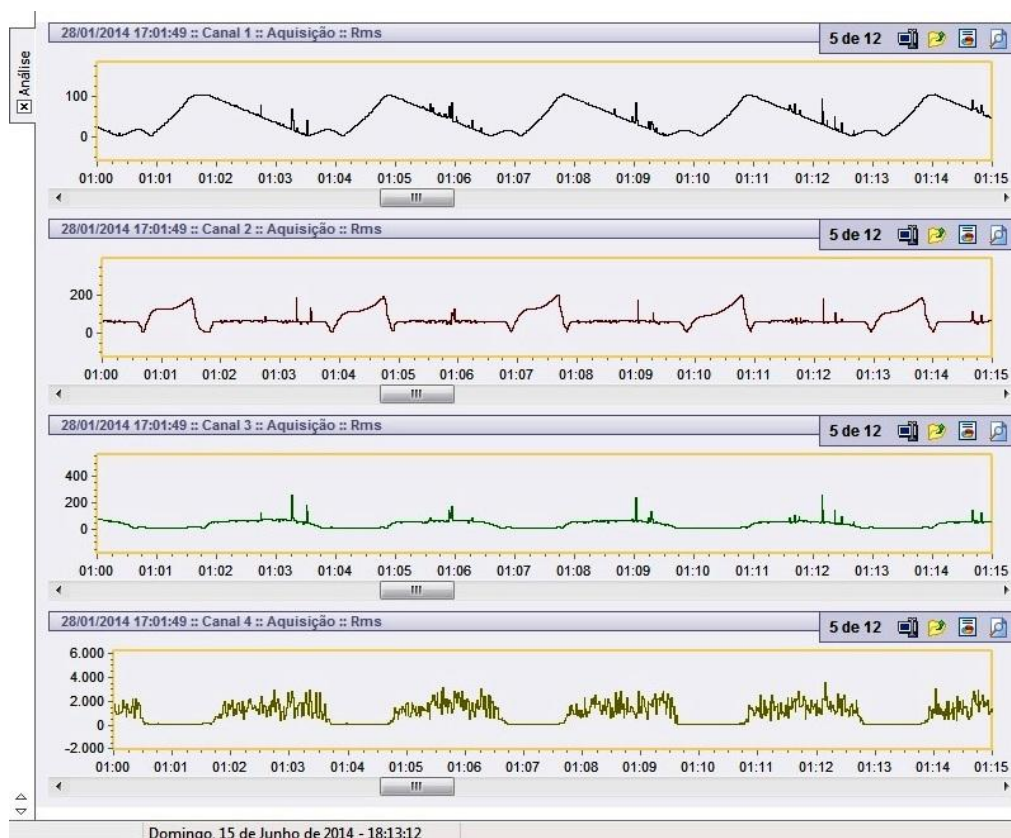 Análise
28/01/2014 17:01:49 :: Canal 1 :: Aquisição :: Rms
5 de 12
100
0
01:00 01:01 01:02 01:03 01:04 01:05 01:06 01:07 01:08 01:09 01:10 01:11 01:12 01:13 01:14 01:15
28/01/2014 17:01:49 :: Canal 2 :: Aquisição :: Rms
5 de 12
200
0
01:00 01:01 01:02 01:03 01:04 01:05 01:06 01:07 01:08 01:09 01:10 01:11 01:12 01:13 01:14 01:15
28/01/2014 17:01:49 :: Canal 3 :: Aquisição :: Rms
5 de 12
400
200
0
01:00 01:01 01:02 01:03 01:04 01:05 01:06 01:07 01:08 01:09 01:10 01:11 01:12 01:13 01:14 01:15
28/01/2014 17:01:49 :: Canal 4 :: Aquisição :: Rms
5 de 12
6.000
4.000
2.000
0
-2.000
01:00 01:01 01:02 01:03 01:04 01:05 01:06 01:07 01:08 01:09 01:10 01:11 01:12 01:13 01:14 01:15
Domingo, 15 de Junho de 2014 - 18:13:12